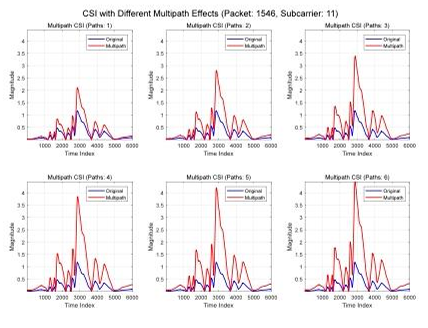 CSI with Different Multipath Effects (Packet: 1546, Subcarrier: 11)
Multipath CSI (Paths: 1)
Multipath CSI (Paths: 2)
Multipath CSI (Paths: 3)
Original
Multipath
Original
Multipath
Original
Multipath
Magnitude
Magnitude
Magnitude
4
3.5
3
2.5
2
1.5
1
0.5
4
3.5
3
2.5
2
1.5
1
0.5
4
3.5
3
2.5
2
1.5
1
0.5
1000 2000 3000 4000 5000 6000
1000 2000 3000 4000 5000 6000
1000 2000 3000 4000 5000 6000
Time Index
Time Index
Time Index
Multipath CSI (Paths: 4)
Multipath CSI (Paths: 5)
Multipath CSI (Paths: 6)
Original
Multipath
Original
Multipath
Original
Multipath
Magnitude
Magnitude
Magnitude
4
3.5
3
2.5
2
1.5
1
0.5
0
4
3.5
3
2.5
2
1.5
1
0.5
0
4
3.5
3
2.5
2
1.5
1
0.5
0
0 1000 2000 3000 4000 5000 6000
0 1000 2000 3000 4000 5000 6000
0 1000 2000 3000 4000 5000 6000
Time Index
Time Index
Time Index